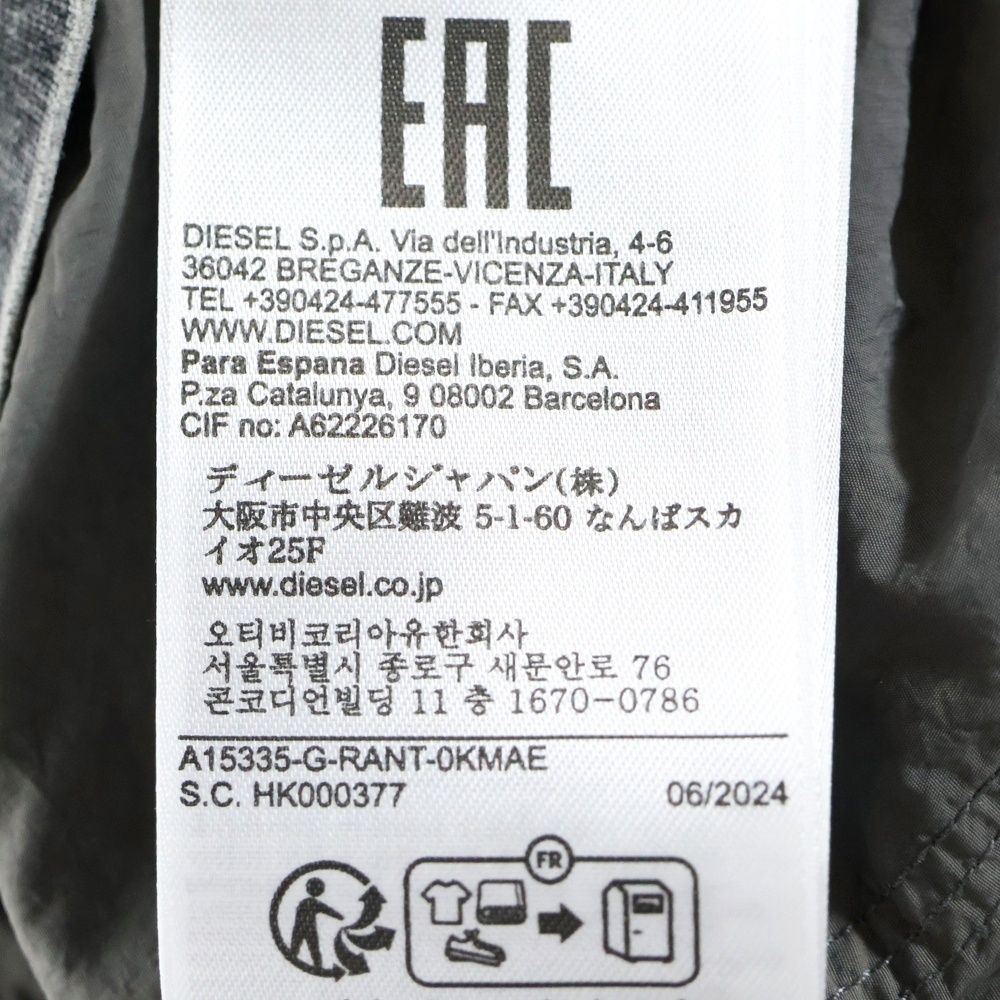 EAC
DIESEL S.p.A. Via dell'Industria, 4-6
36042 BREGANZE-VICENZA-ITALY
TEL +390424-477555 - FAX +390424-411955
WWW.DIESEL.COM
Para Espana Diesel Iberia, S.A.
P.za Catalunya, 9 08002 Barcelona
CIF no: A62226170
ディーゼルジャパン(株)
大阪市中央区難波 5-1-60 なんばスカ
イオ25F
www.diesel.co.jp
오티비코리아유한회사
서울특별시 종로구 새문안로 76
콘코디언빌딩 11 층 1670-0786
A15335-G-RANT-0KMAE
S.C. HK000377 06/2024
FR